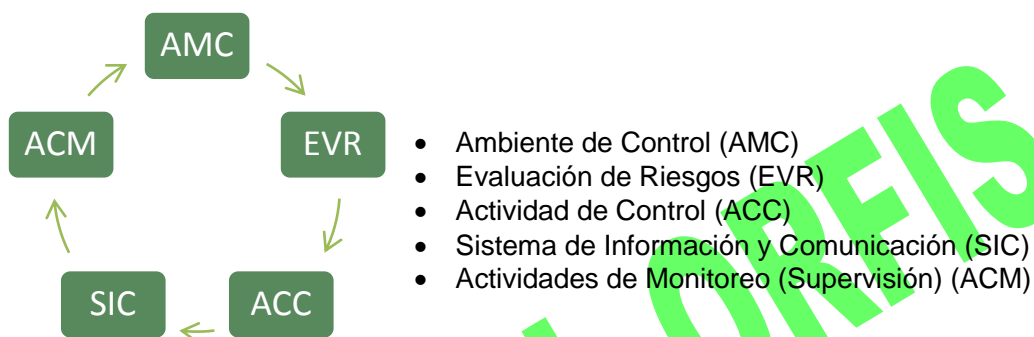 AMC
ACM
EVR
SIC
ACC
• Ambiente de Control (AMC)
• Evaluación de Riesgos (EVR)
• Actividad de Control (ACC)
• Sistema de Información y Comunicación (SIC)
• Actividades de Monitoreo (Supervisión) (ACM)
ORFIS